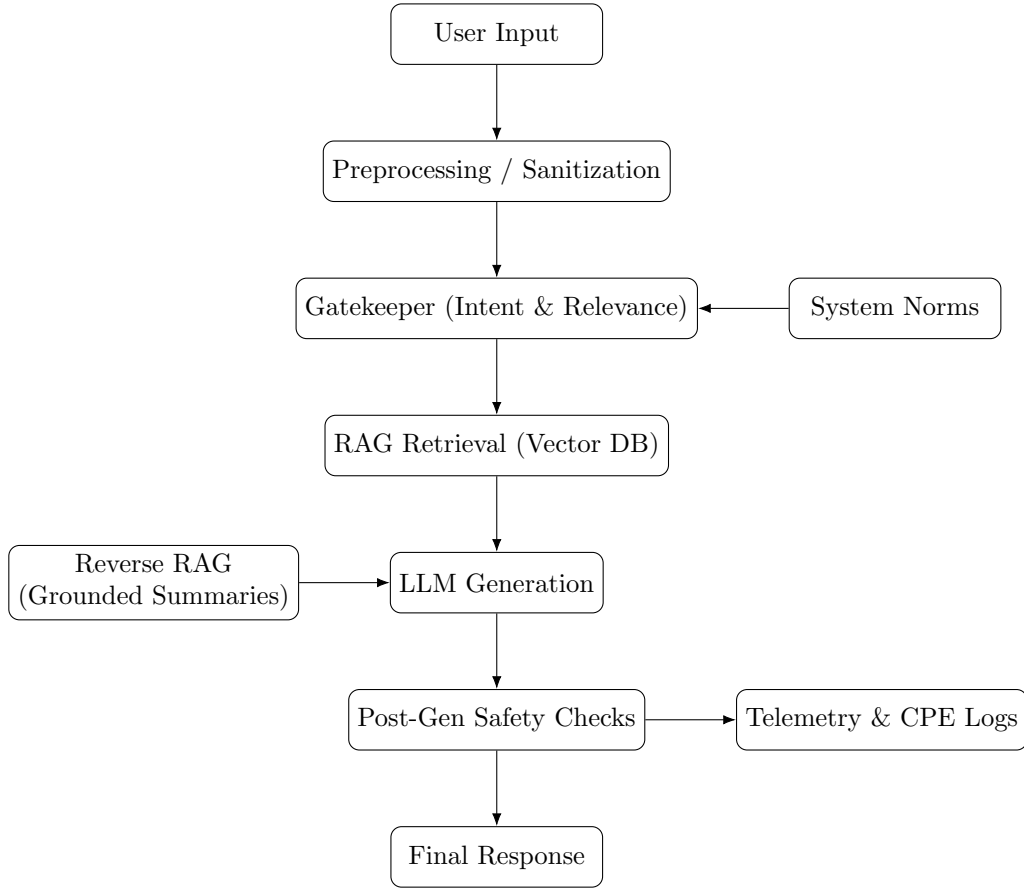 User Input
Preprocessing / Sanitization
Gatekeeper (Intent & Relevance)
System Norms
RAG Retrieval (Vector DB)
Reverse RAG
(Grounded Summaries)
LLM Generation
Post-Gen Safety Checks
Telemetry & CPE Logs
Final Response